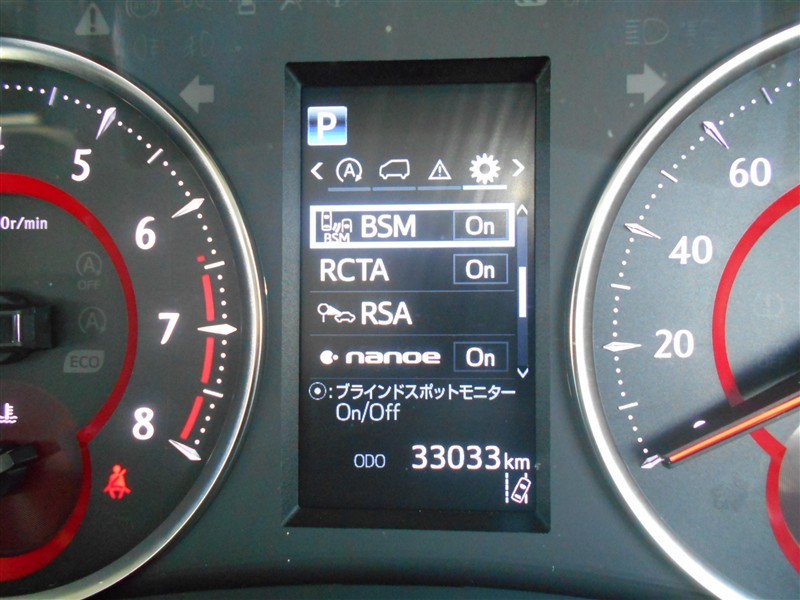 P
BSM
BSM On
RCTA On
RSA
nanoe On
⦿:ブラインドスポットモニター
On/Off
ODO 33033km
5
6
7
8
0r/min
A
OFF
A
ECO
60
40
20